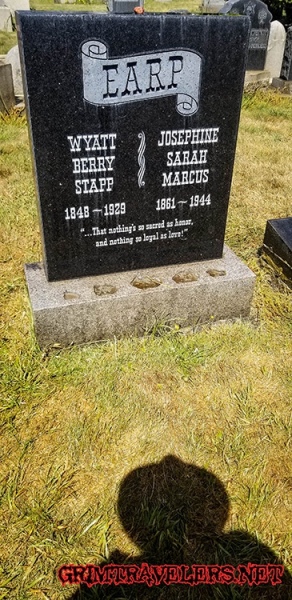 EARP
WYATT
BERRY
STAPP
1848~1929
JOSEPHINE
SARAH
MARCUS
1861~1944
"...That nothing's so sacred as honor,
and nothing so loyal as love!"
GRIMTRAVELERS.NET